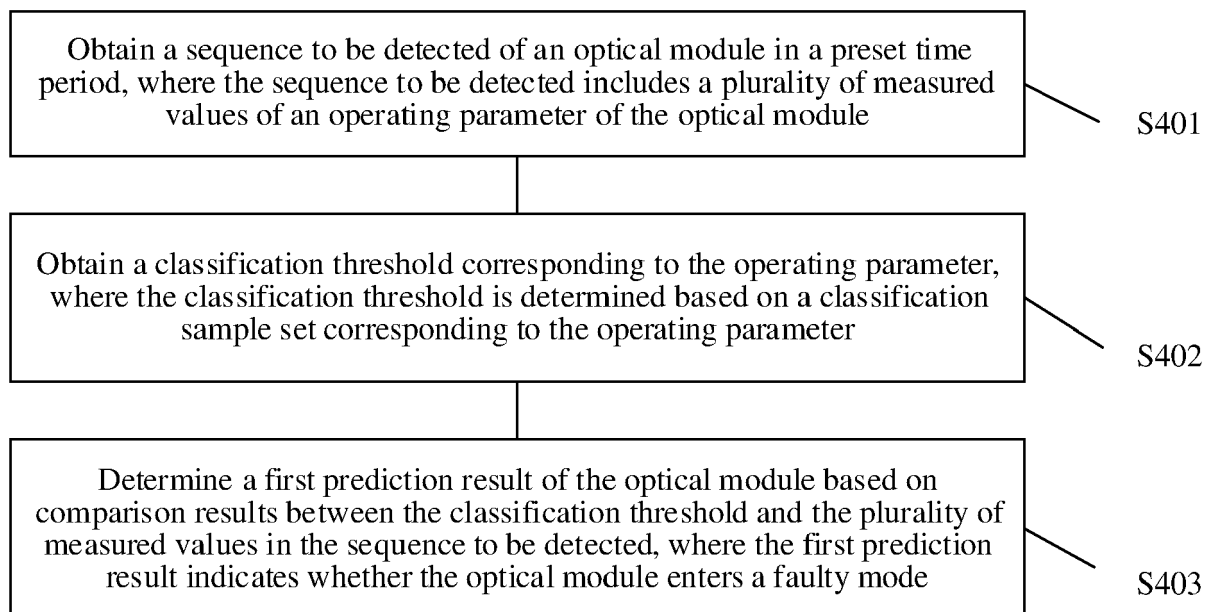 Obtain a sequence to be detected of an optical module in a preset time
period, where the sequence to be detected includes a plurality of measured
values of an operating parameter of the optical module
S401
Obtain a classification threshold corresponding to the operating parameter,
where the classification threshold is determined based on a classification
sample set corresponding to the operating parameter
S402
Determine a first prediction result of the optical module based on
comparison results between the classification threshold and the plurality of
measured values in the sequence to be detected, where the first prediction
result indicates whether the optical module enters a faulty mode
S403